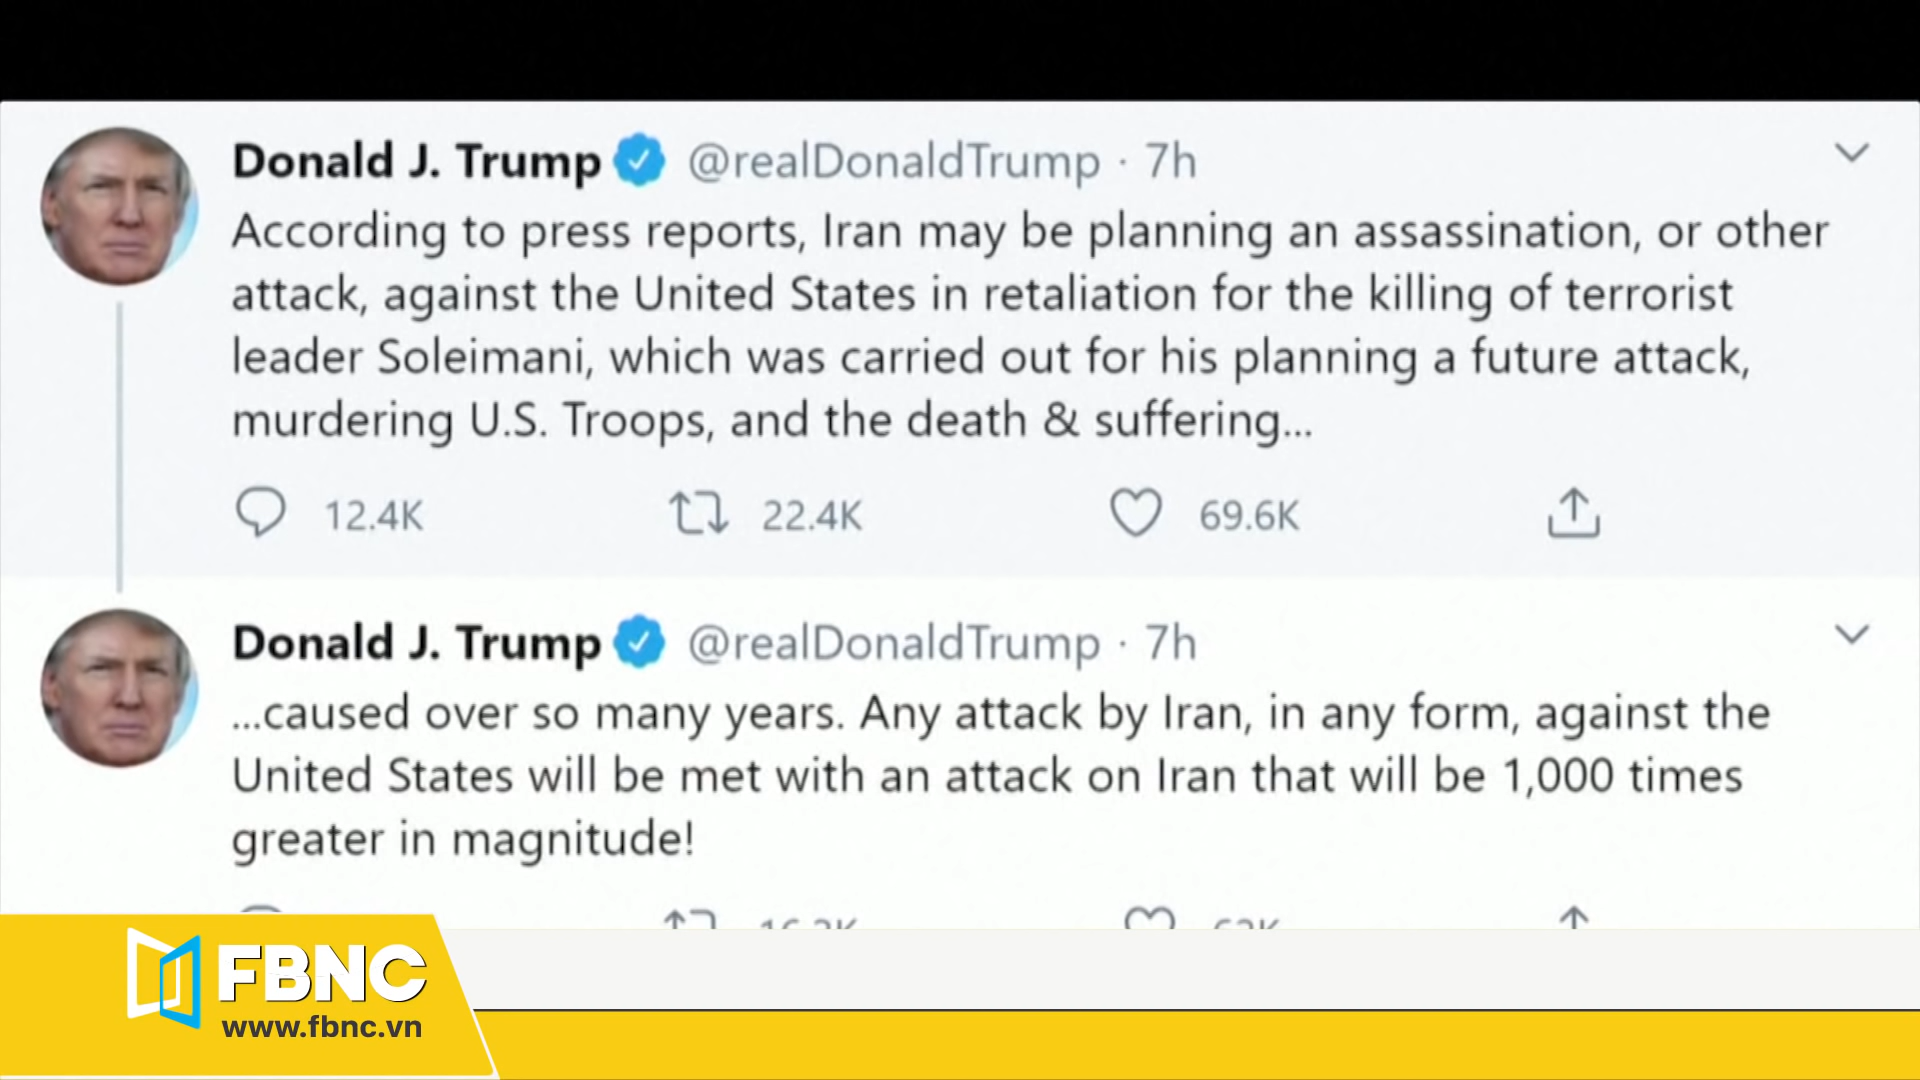 Donald J. Trump @realDonaldTrump · 7h
According to press reports, Iran may be planning an assassination, or other
attack, against the United States in retaliation for the killing of terrorist
leader Soleimani, which was carried out for his planning a future attack,
murdering U.S. Troops, and the death & suffering...
12.4K 22.4K 69.6K
Donald J. Trump @realDonaldTrump · 7h
...caused over so many years. Any attack by Iran, in any form, against the
United States will be met with an attack on Iran that will be 1,000 times
greater in magnitude!
FBNC
www.fbnc.vn